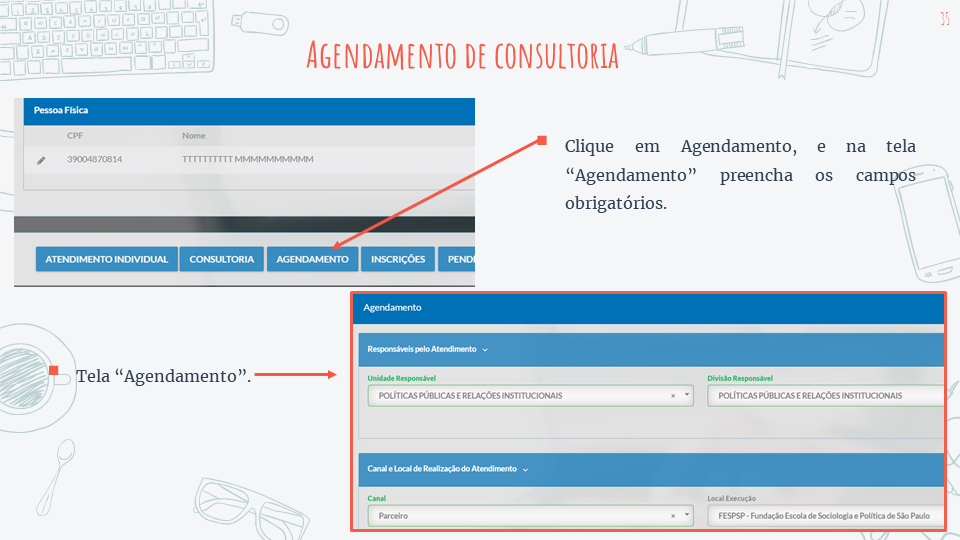 35
AGENDAMENTO DE CONSULTORIA
Pessoa Física
CPF Nome
39004870814 TTTTTTTTTT MMMMMMMMMMM
ATENDIMENTO INDIVIDUAL CONSULTORIA AGENDAMENTO INSCRIÇÕES PENDE
Clique em Agendamento, e na tela
“Agendamento” preencha os campos
obrigatórios.
Tela “Agendamento”.
Agendamento
Responsáveis pelo Atendimento
Unidade Responsável Divisão Responsável
POLÍTICAS PÚBLICAS E RELAÇÕES INSTITUCIONAIS × POLÍTICAS PÚBLICAS E RELAÇÕES INSTITUCIONAIS
Canal e Local de Realização do Atendimento
Canal Local Execução
Parceiro × FESPSP - Fundação Escola de Sociologia e Política de São Paulo